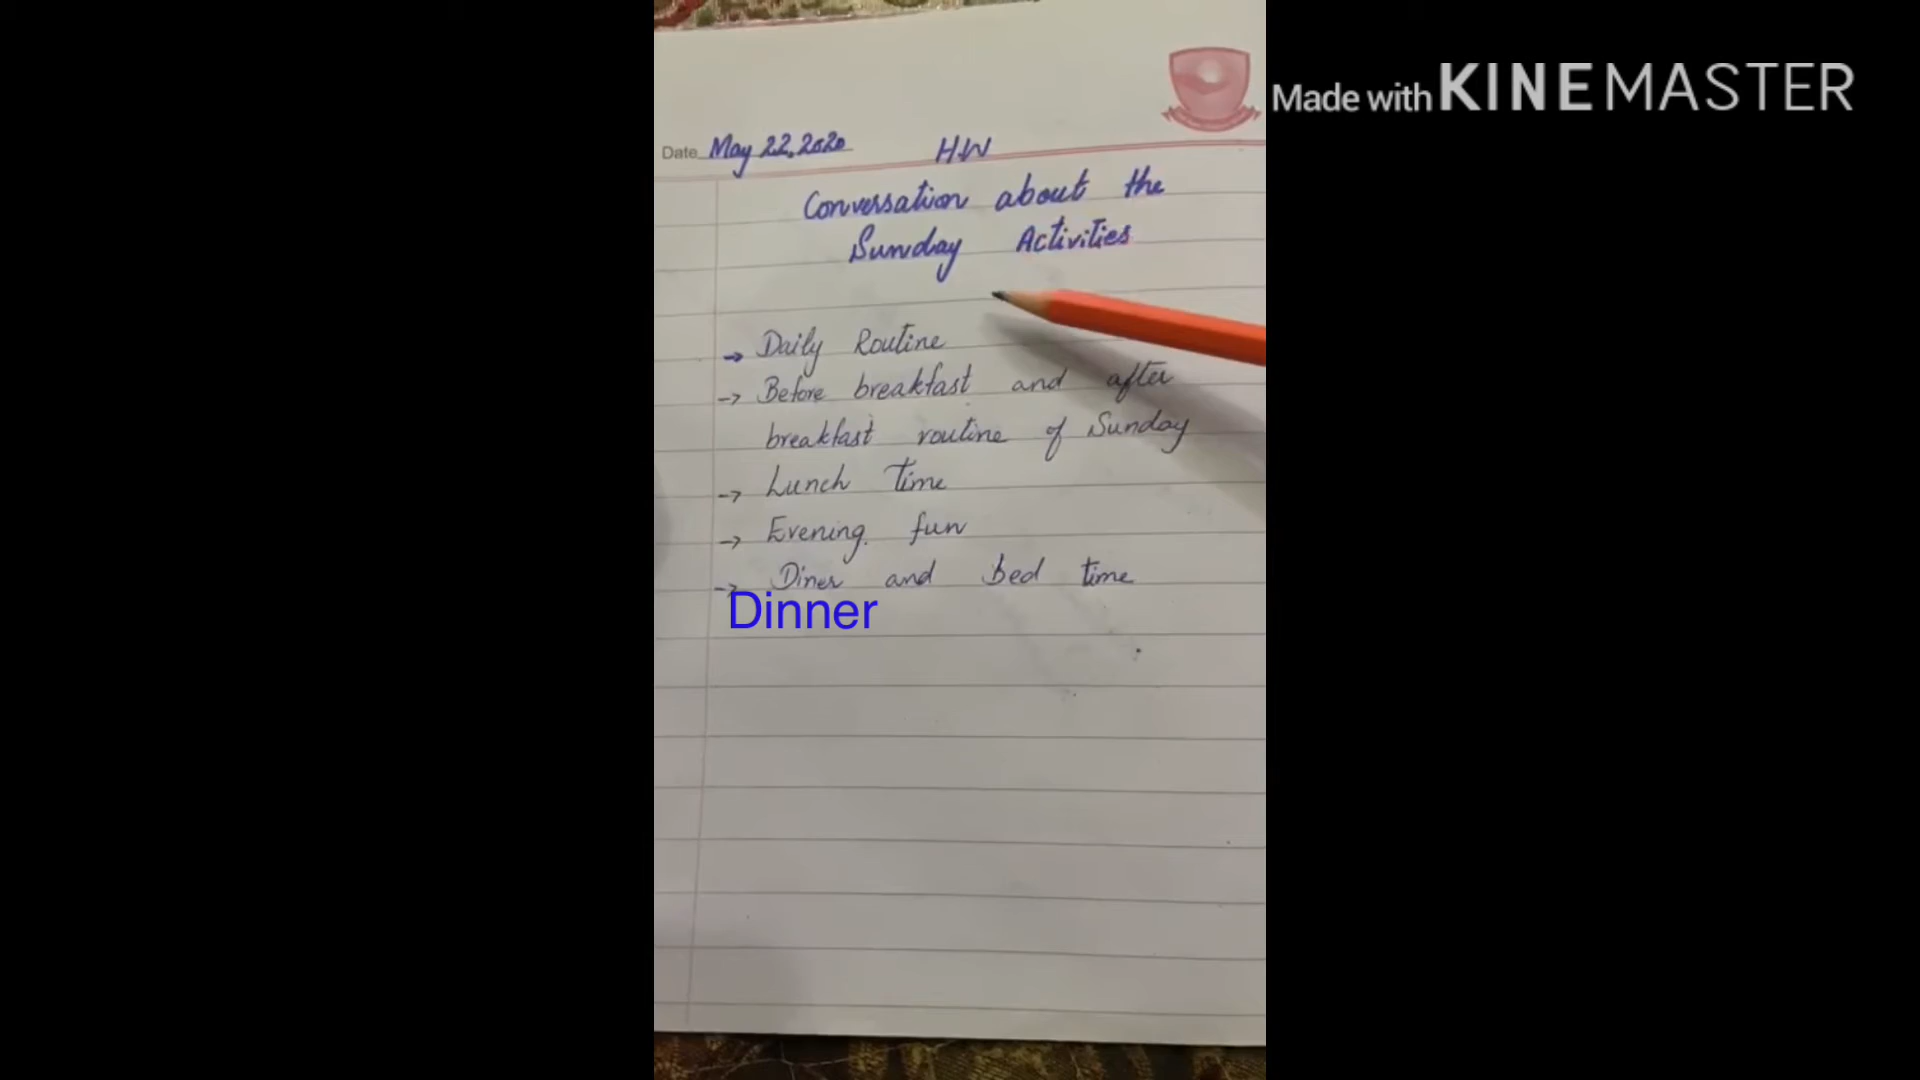 Made with KINEMASTER
Date May 22, 2020
H.W
Conversation about the
Sunday Activities
→ Daily Routine
→ Before breakfast and after
breakfast routine of Sunday
→ Lunch Time
→ Evening fun
→ Diner and bed time
Dinner